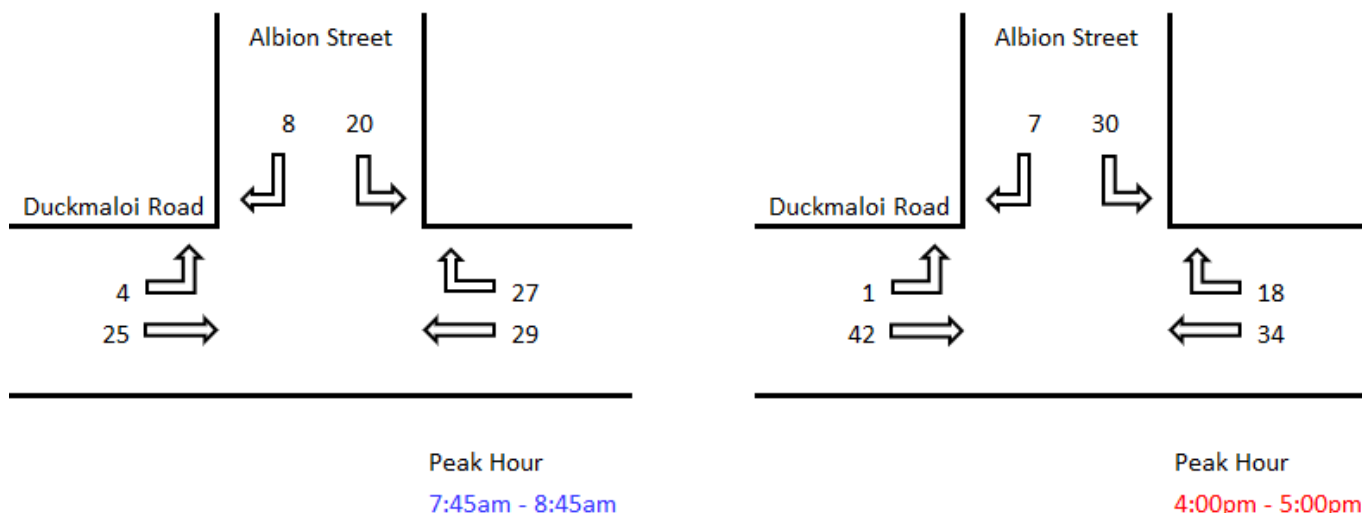 Albion Street
8 20
Duckmaloi Road
4 27
25 29
Peak Hour
7:45am - 8:45am
Albion Street
7 30
Duckmaloi Road
1 18
42 34
Peak Hour
4:00pm - 5:00pm